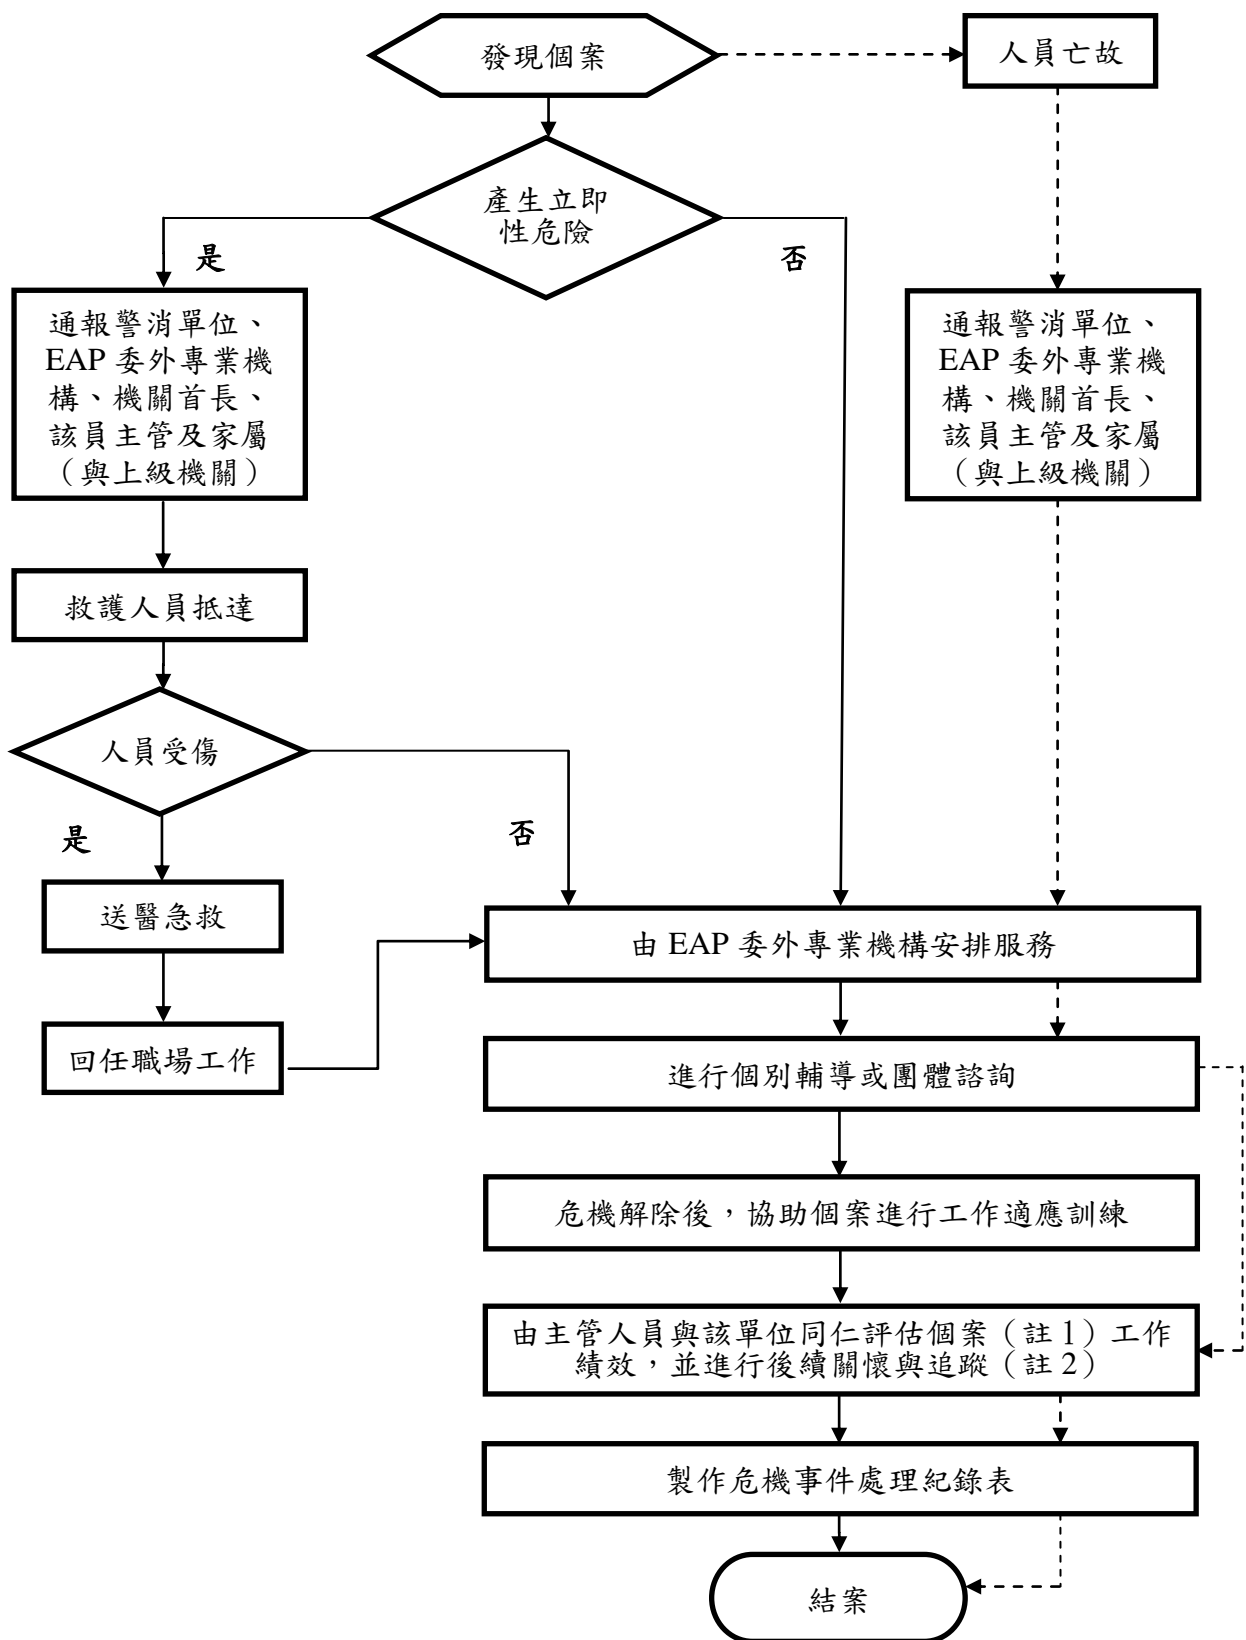 發現個案
人員亡故
產生立即
性危險
是
否
通報警消單位、
EAP 委外專業機
構、機關首長、
該員主管及家屬
（與上級機關）
通報警消單位、
EAP 委外專業機
構、機關首長、
該員主管及家屬
（與上級機關）
救護人員抵達
人員受傷
是
否
送醫急救
由 EAP 委外專業機構安排服務
回任職場工作
進行個別輔導或團體諮詢
危機解除後，協助個案進行工作適應訓練
由主管人員與該單位同仁評估個案（註 1）工作
績效，並進行後續關懷與追蹤（註 2）
製作危機事件處理紀錄表
結案